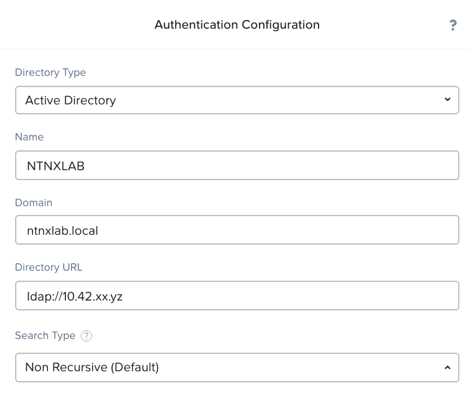 Authentication Configuration ?
Directory Type
Active Directory
Name
NTNXLAB
Domain
ntnxlab.local
Directory URL
ldap://10.42.xx.yz
Search Type ?
Non Recursive (Default)